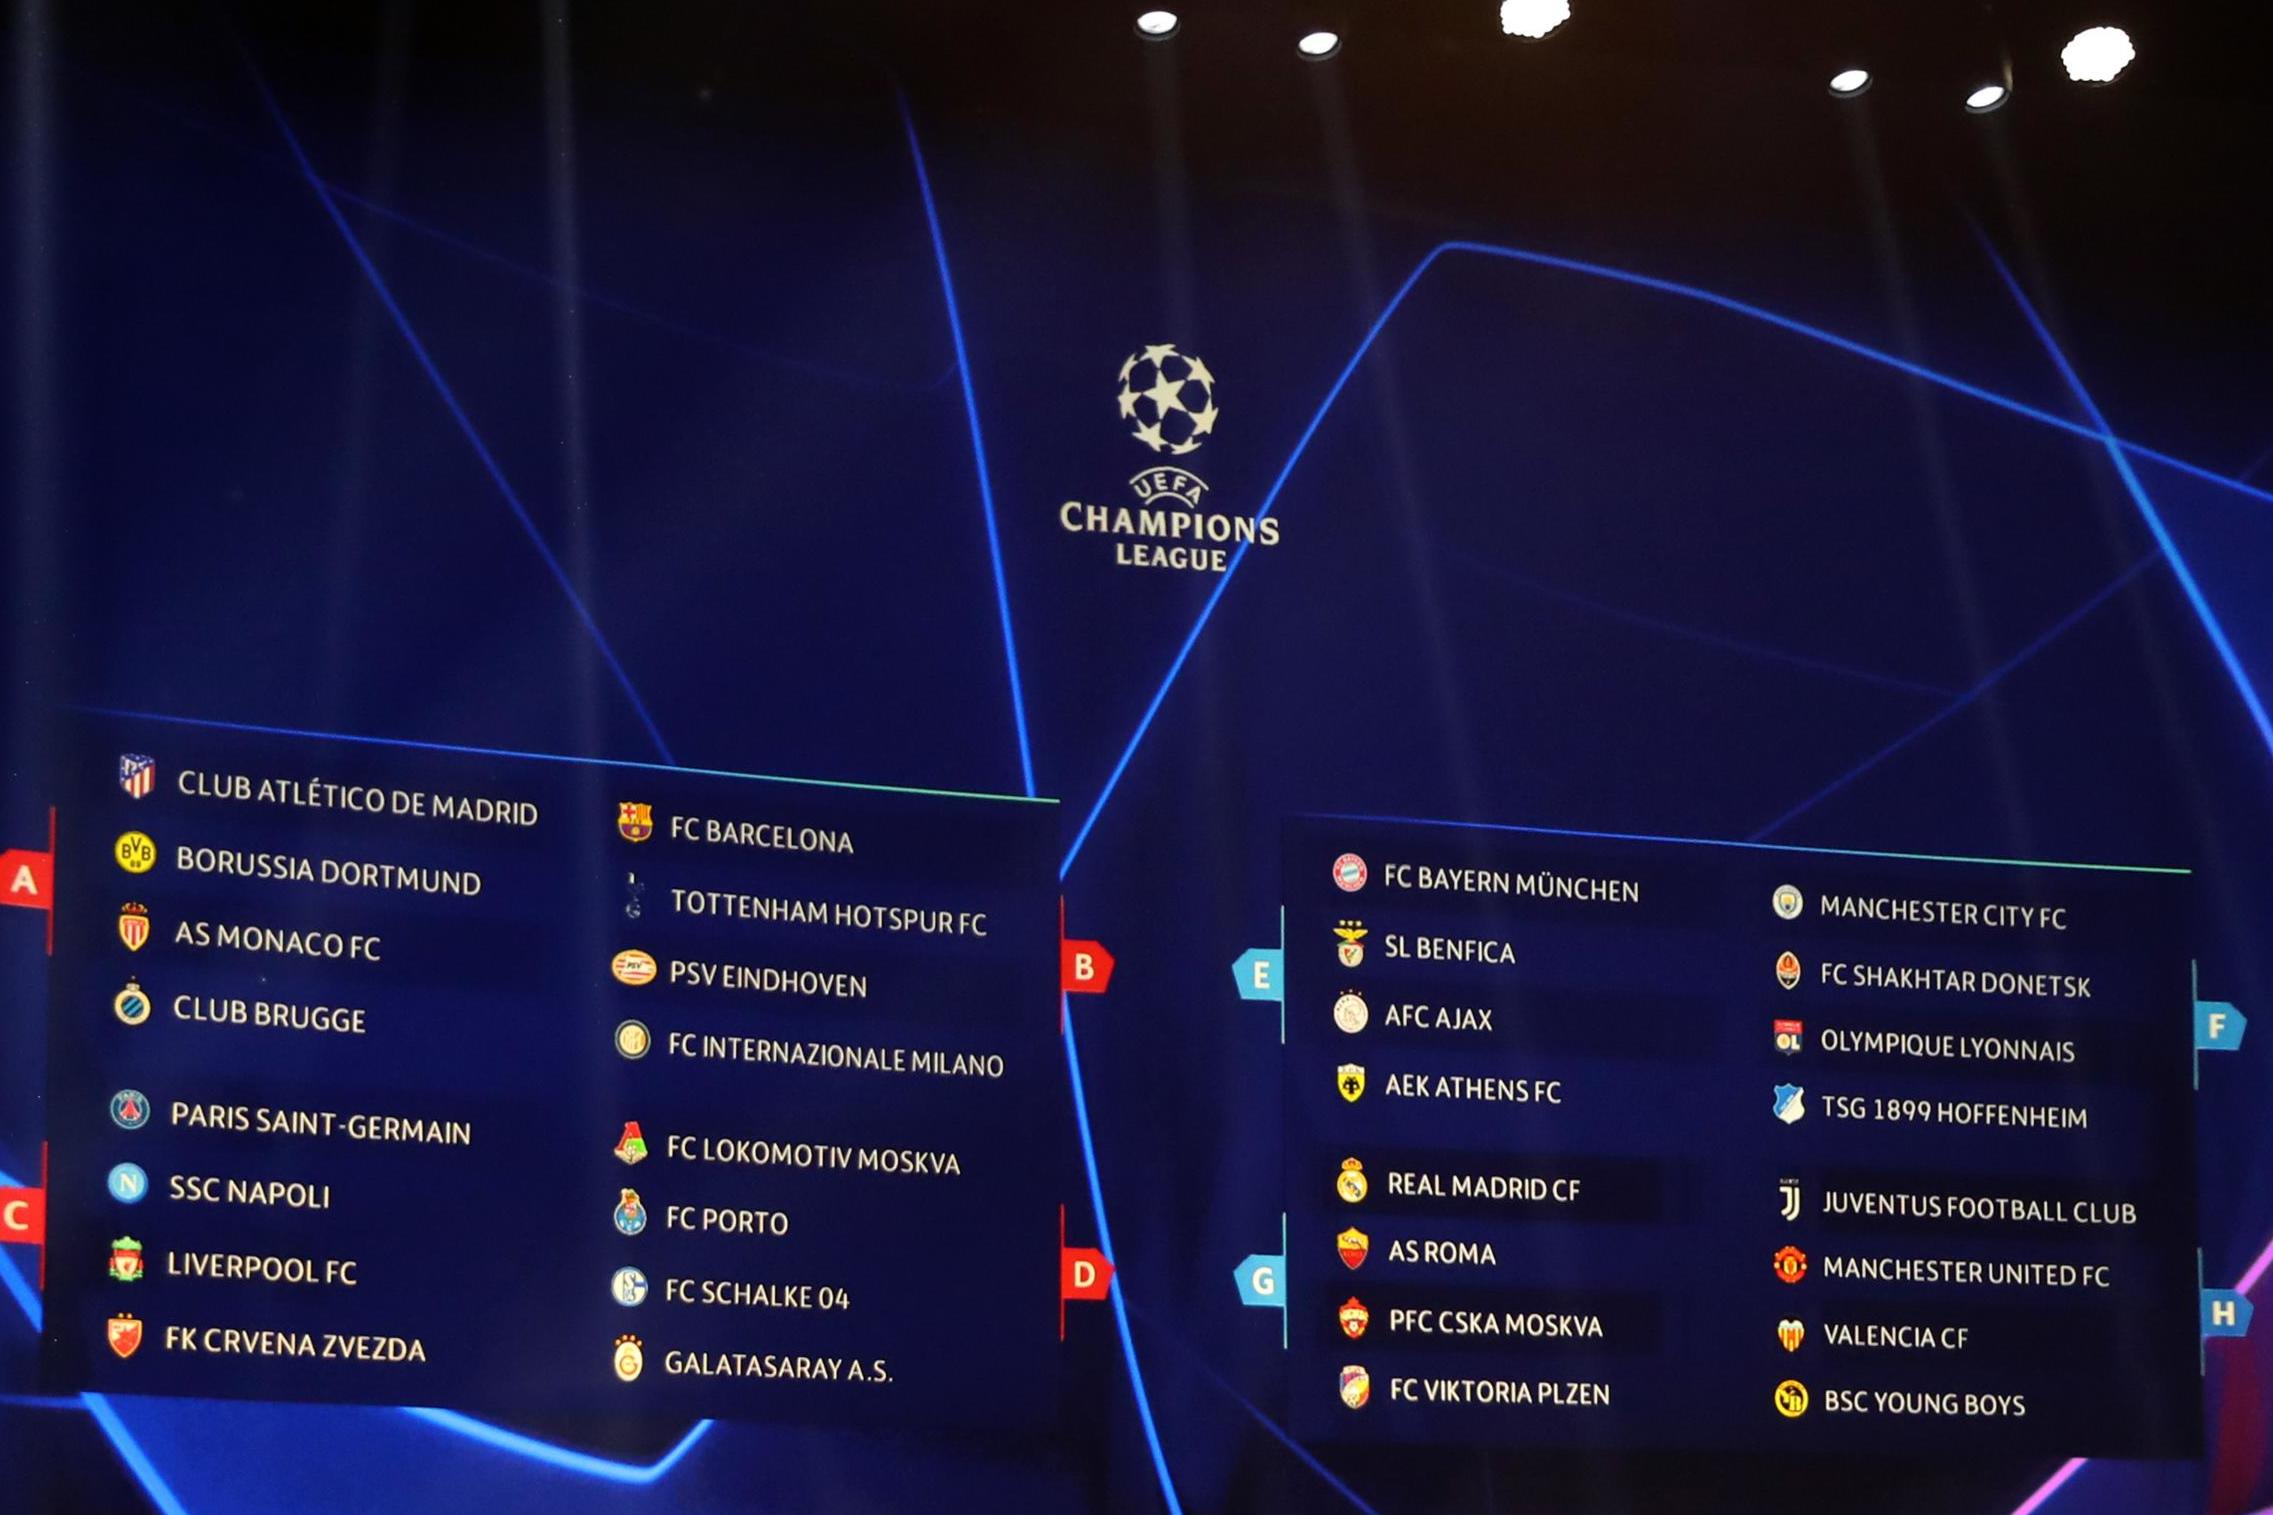 UEFA
CHAMPIONS
LEAGUE
A
CLUB ATLÉTICO DE MADRID
BORUSSIA DORTMUND
AS MONACO FC
CLUB BRUGGE
B
FC BARCELONA
TOTTENHAM HOTSPUR FC
PSV EINDHOVEN
FC INTERNAZIONALE MILANO
C
PARIS SAINT-GERMAIN
SSC NAPOLI
LIVERPOOL FC
FK CRVENA ZVEZDA
D
FC LOKOMOTIV MOSKVA
FC PORTO
FC SCHALKE 04
GALATASARAY A.S.
E
FC BAYERN MÜNCHEN
SL BENFICA
AFC AJAX
AEK ATHENS FC
F
MANCHESTER CITY FC
FC SHAKHTAR DONETSK
OLYMPIQUE LYONNAIS
TSG 1899 HOFFENHEIM
G
REAL MADRID CF
AS ROMA
PFC CSKA MOSKVA
FC VIKTORIA PLZEN
H
JUVENTUS FOOTBALL CLUB
MANCHESTER UNITED FC
VALENCIA CF
BSC YOUNG BOYS